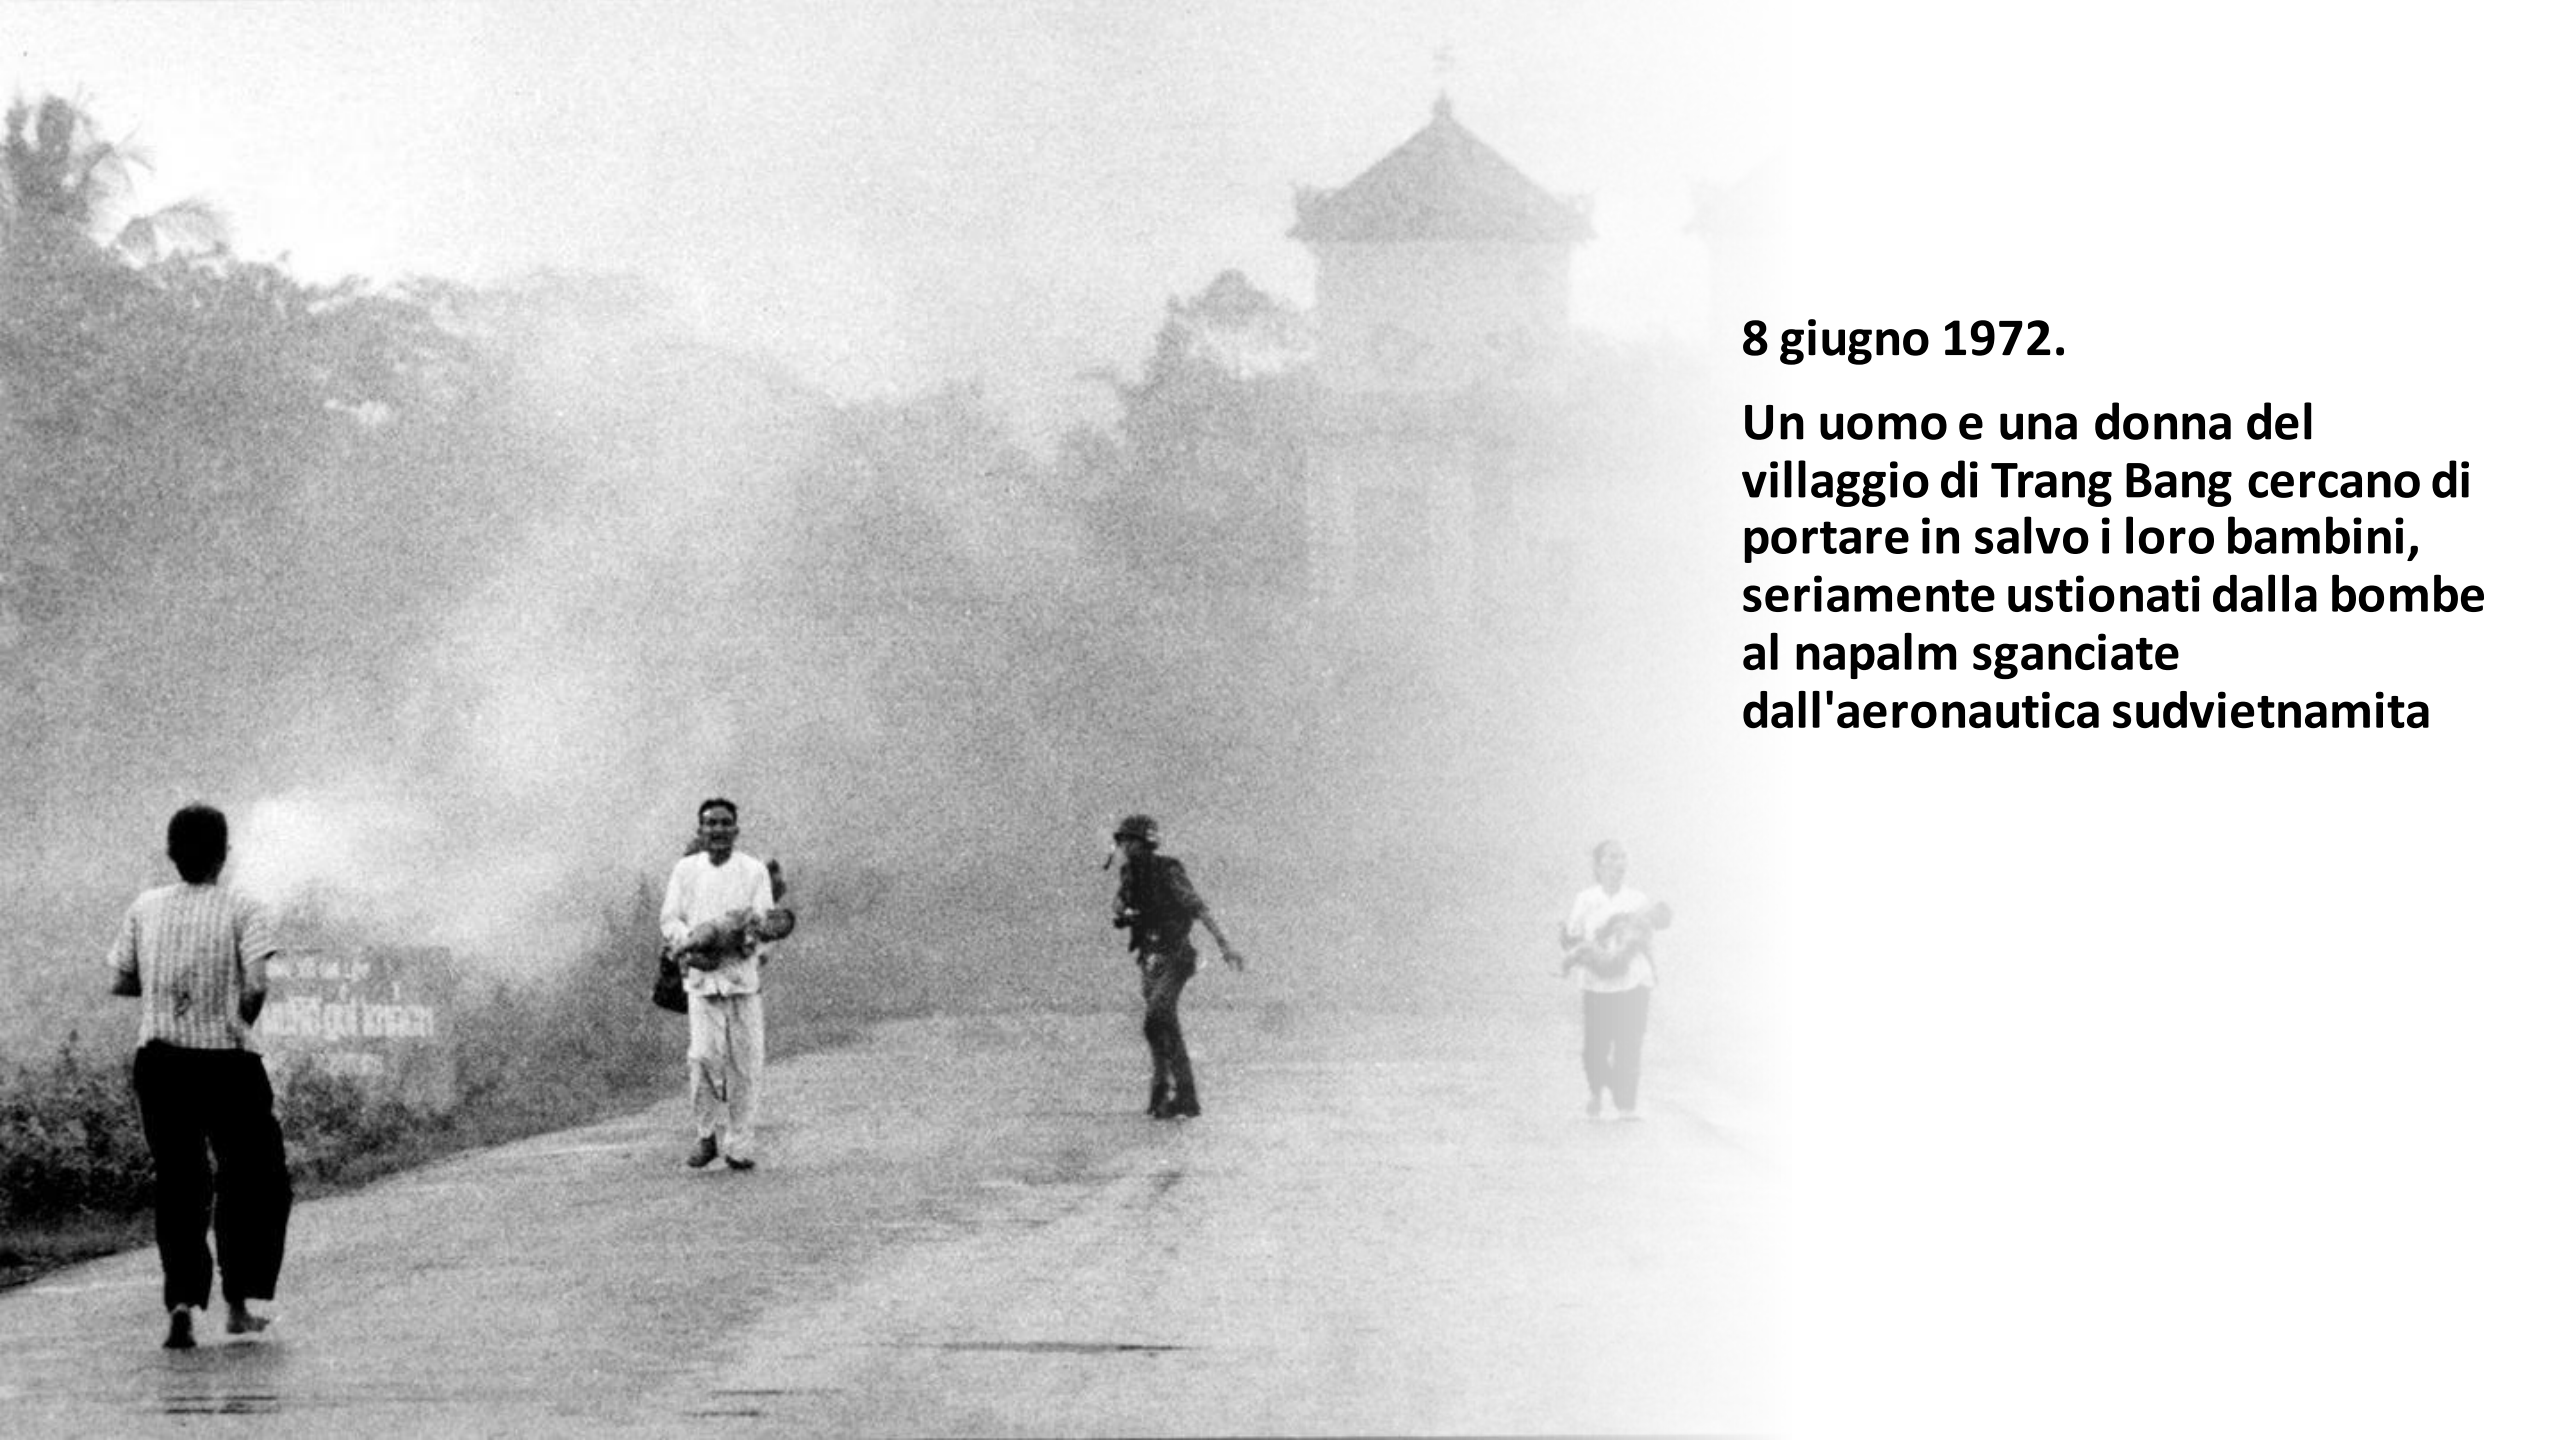 8 giugno 1972.
Un uomo e una donna del
villaggio di Trang Bang cercano di
portare in salvo i loro bambini,
seriamente ustionati dalla bombe
al napalm sganciate
dall'aeronautica sudvietnamita